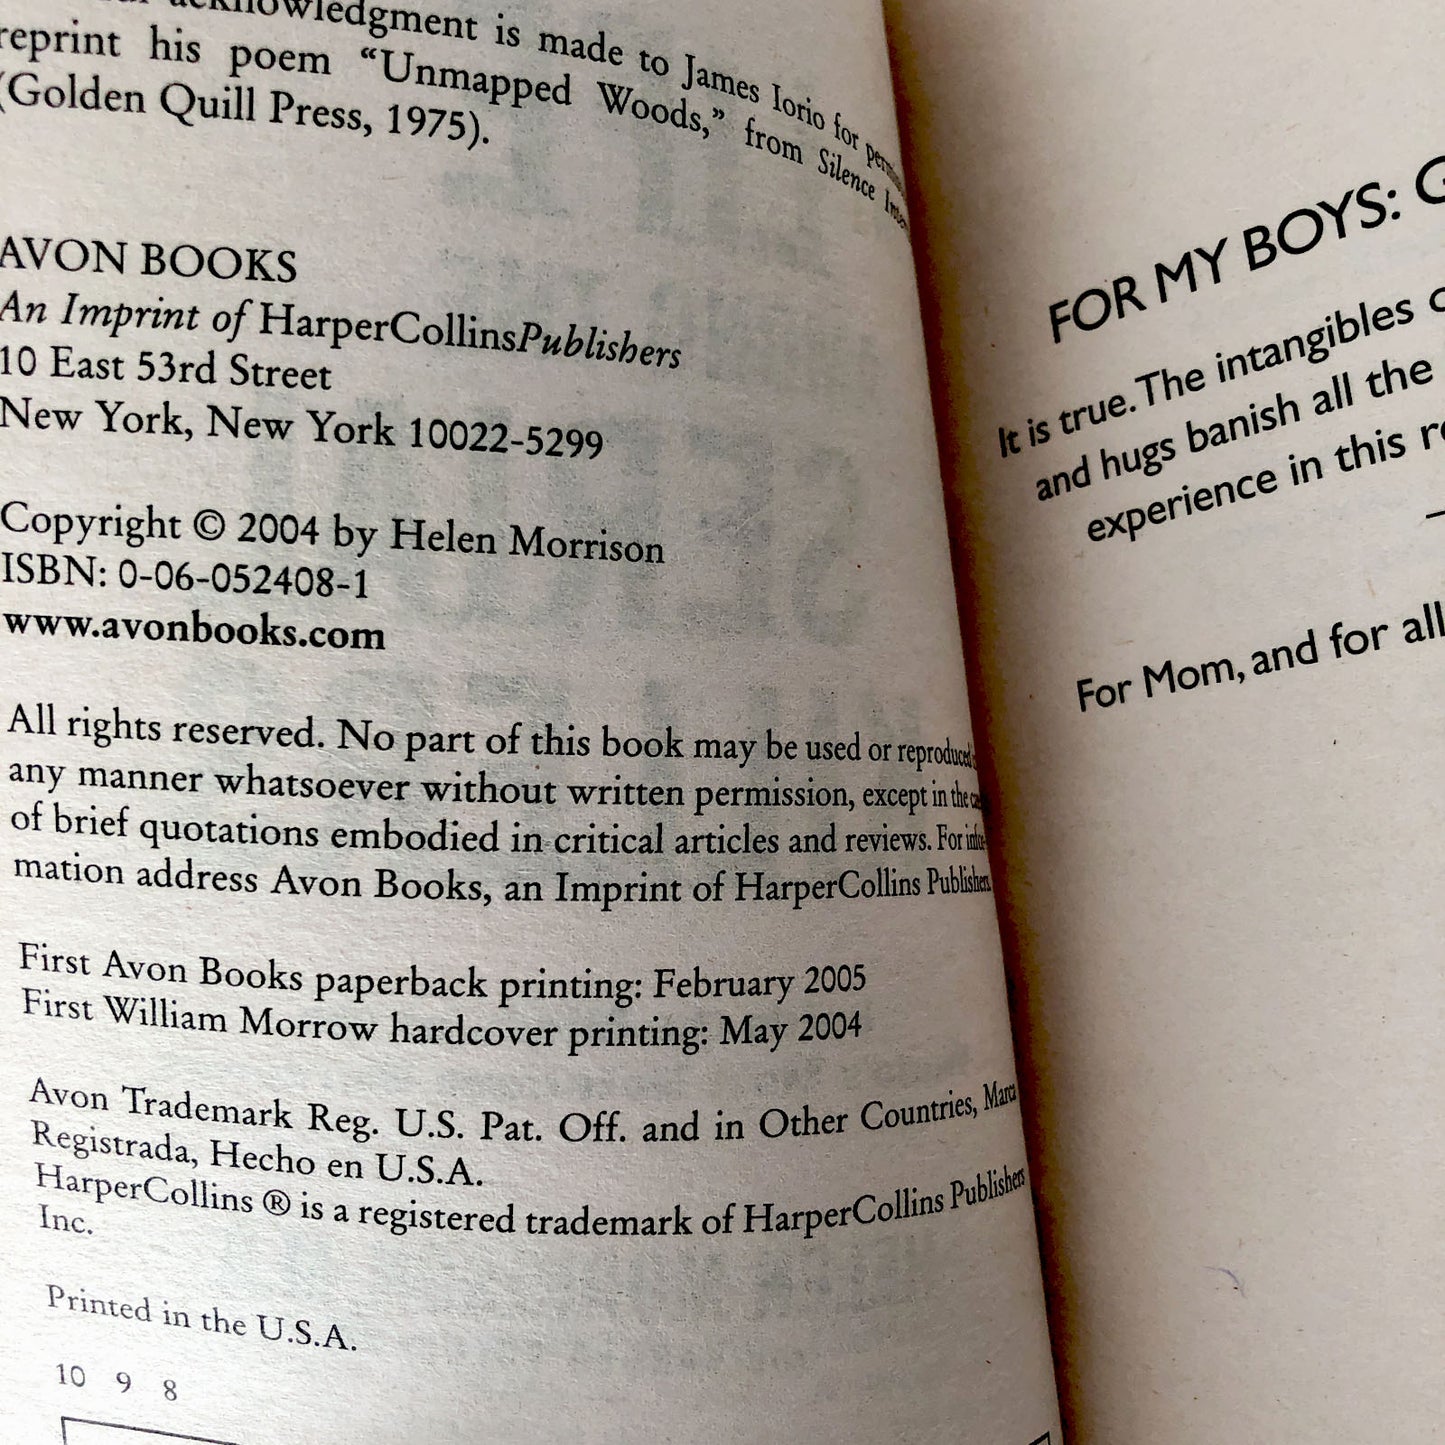 acknowledgment is made to James Iorio for
reprint his poem “Unmapped Woods,” from Silence
(Golden Quill Press, 1975).
AVON BOOKS
An Imprint of HarperCollinsPublishers
10 East 53rd Street
New York, New York 10022-5299
Copyright © 2004 by Helen Morrison
ISBN: 0-06-052408-1
www.avonbooks.com
All rights reserved. No part of this book may be used or reproduced
any manner whatsoever without written permission, except in the
of brief quotations embodied in critical articles and reviews. For infor-
mation address Avon Books, an Imprint of HarperCollins Publishers.
First Avon Books paperback printing: February 2005
First William Morrow hardcover printing: May 2004
Avon Trademark Reg. U.S. Pat. Off. and in Other Countries, Marca
Registrada, Hecho en U.S.A.
HarperCollins ® is a registered trademark of HarperCollins Publishers
Inc.
Printed in the U.S.A.
10 9 8
FOR MY BOYS: G
It is true. The intangibles
and hugs banish all the
experience in this
For Mom, and for all